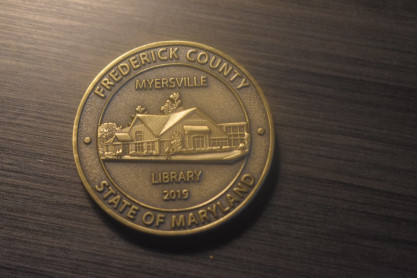 FREDERICK COUNTY
MYERSVILLE
LIBRARY
2019
STATE OF MARYLAND